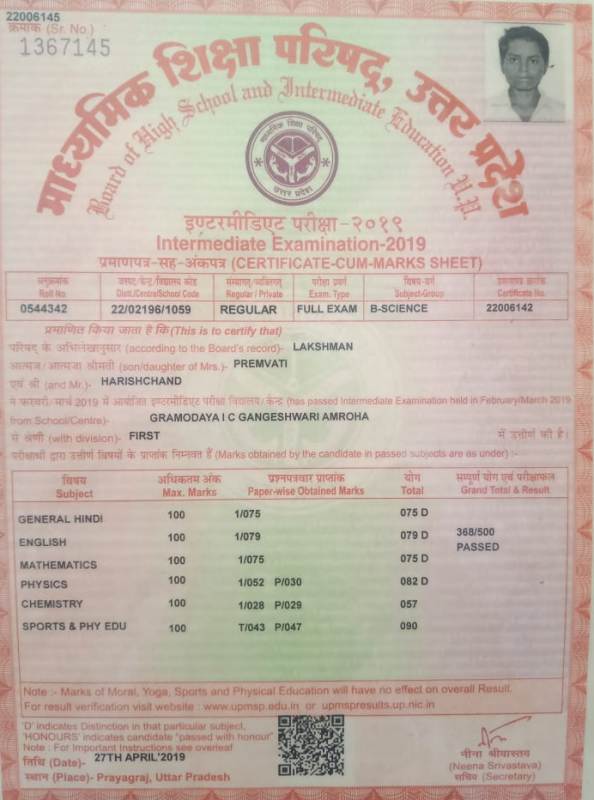 22006145
क्रमांक (Sr. No.)
1367145
माध्यमिक शिक्षा परिषद्, उत्तर प्रदेश
Board of High School and Intermediate Education U.P.
माध्यमिक शिक्षा परिषद्
उत्तर प्रदेश
इण्टरमीडिएट परीक्षा-२०१९
Intermediate Examination-2019
प्रमाणपत्र-सह-अंकपत्र (CERTIFICATE-CUM-MARKS SHEET)
अनुक्रमांक जनपद/केन्द्र/विद्यालय कोड संस्थागत/व्यक्तिगत परीक्षा प्रकार विषय-वर्ग प्रमाणपत्र क्रमांक
Roll No. Distt./Centre/School Code Regular / Private Exam. Type Subject-Group Certificate No.
0544342 22/02196/1059 REGULAR FULL EXAM B-SCIENCE 22006142
प्रमाणित किया जाता है कि(This is to certify that)
परिषद के अभिलेखानुसार (according to the Board's record)- LAKSHMAN
आत्मज/आत्मजा श्रीमती (son/daughter of Mrs.)- PREMVATI
एवं श्री (and Mr.)- HARISHCHAND
ने फरवरी/मार्च 2019 में आयोजित इण्टरमीडिएट परीक्षा विद्यालय/केन्द्र (has passed Intermediate Examination held in February/March 2019
from School/Centre)- GRAMODAYA I C GANGESHWARI AMROHA
में श्रेणी (with division)- FIRST में उत्तीर्ण की है।
परीक्षार्थी द्वारा उत्तीर्ण विषयों के प्राप्तांक निम्नवत हैं (Marks obtained by the candidate in passed subjects are as under) :-
विषय अधिकतम अंक प्रश्नपत्रवार प्राप्तांक योग सम्पूर्ण योग एवं परीक्षाफल
Subject Max. Marks Paper-wise Obtained Marks Total Grand Total & Result
GENERAL HINDI 100 1/075 075 D
ENGLISH 100 1/079 079 D 368/500
PASSED
MATHEMATICS 100 1/075 075 D
PHYSICS 100 1/052 P/030 082 D
CHEMISTRY 100 1/028 P/029 057
SPORTS & PHY EDU 100 T/043 P/047 090
Note :- Marks of Moral, Yoga, Sports and Physical Education will have no effect on overall Result.
For result verification visit website : www.upmsp.edu.in or upmspresults.up.nic.in
'D' indicates Distinction in that particular subject,
'HONOURS' indicates candidate "passed with honour"
Note : For Important Instructions see overleaf
तिथि (Date)- 27TH APRIL'2019
स्थान (Place)- Prayagraj, Uttar Pradesh
नीना श्रीवास्तव
(Neena Srivastava)
सचिव (Secretary)